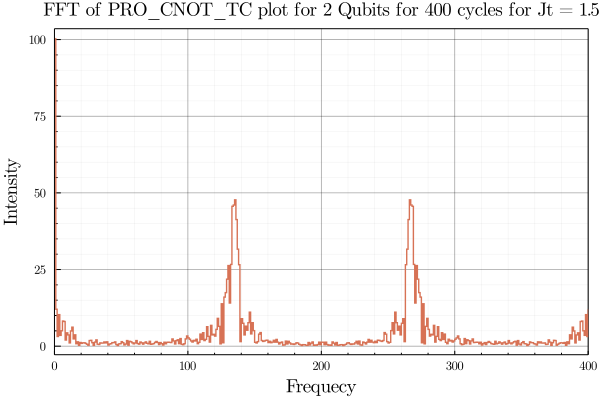 FFT of PRO_CNOT_TC plot for 2 Qubits for 400 cycles for Jt = 1.5
100
75
50
25
0
Intensity
0 100 200 300 400
Frequecy